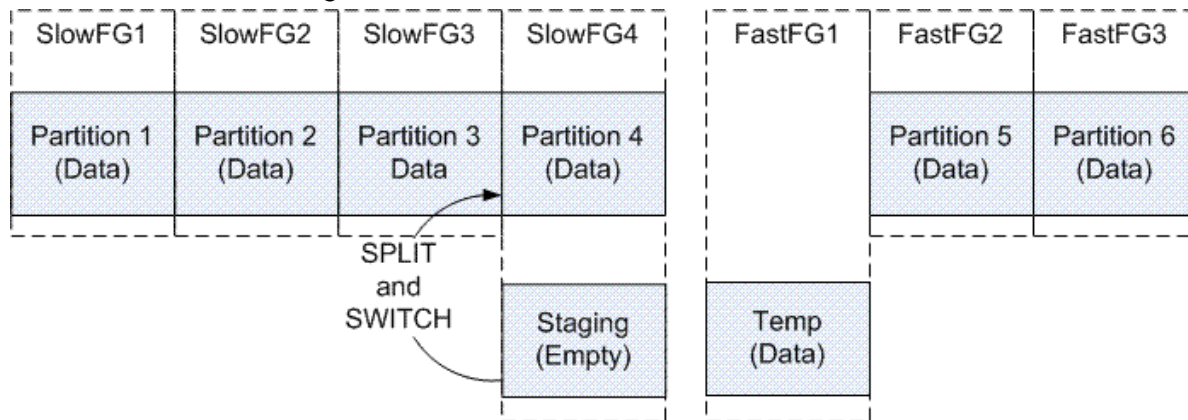 SlowFG1 SlowFG2 SlowFG3 SlowFG4 FastFG1 FastFG2 FastFG3
Partition 1 Partition 2 Partition 3 Partition 4 Partition 5 Partition 6
(Data) (Data) Data (Data) (Data) (Data)
SPLIT
and
SWITCH
Staging
(Empty)
Temp
(Data)